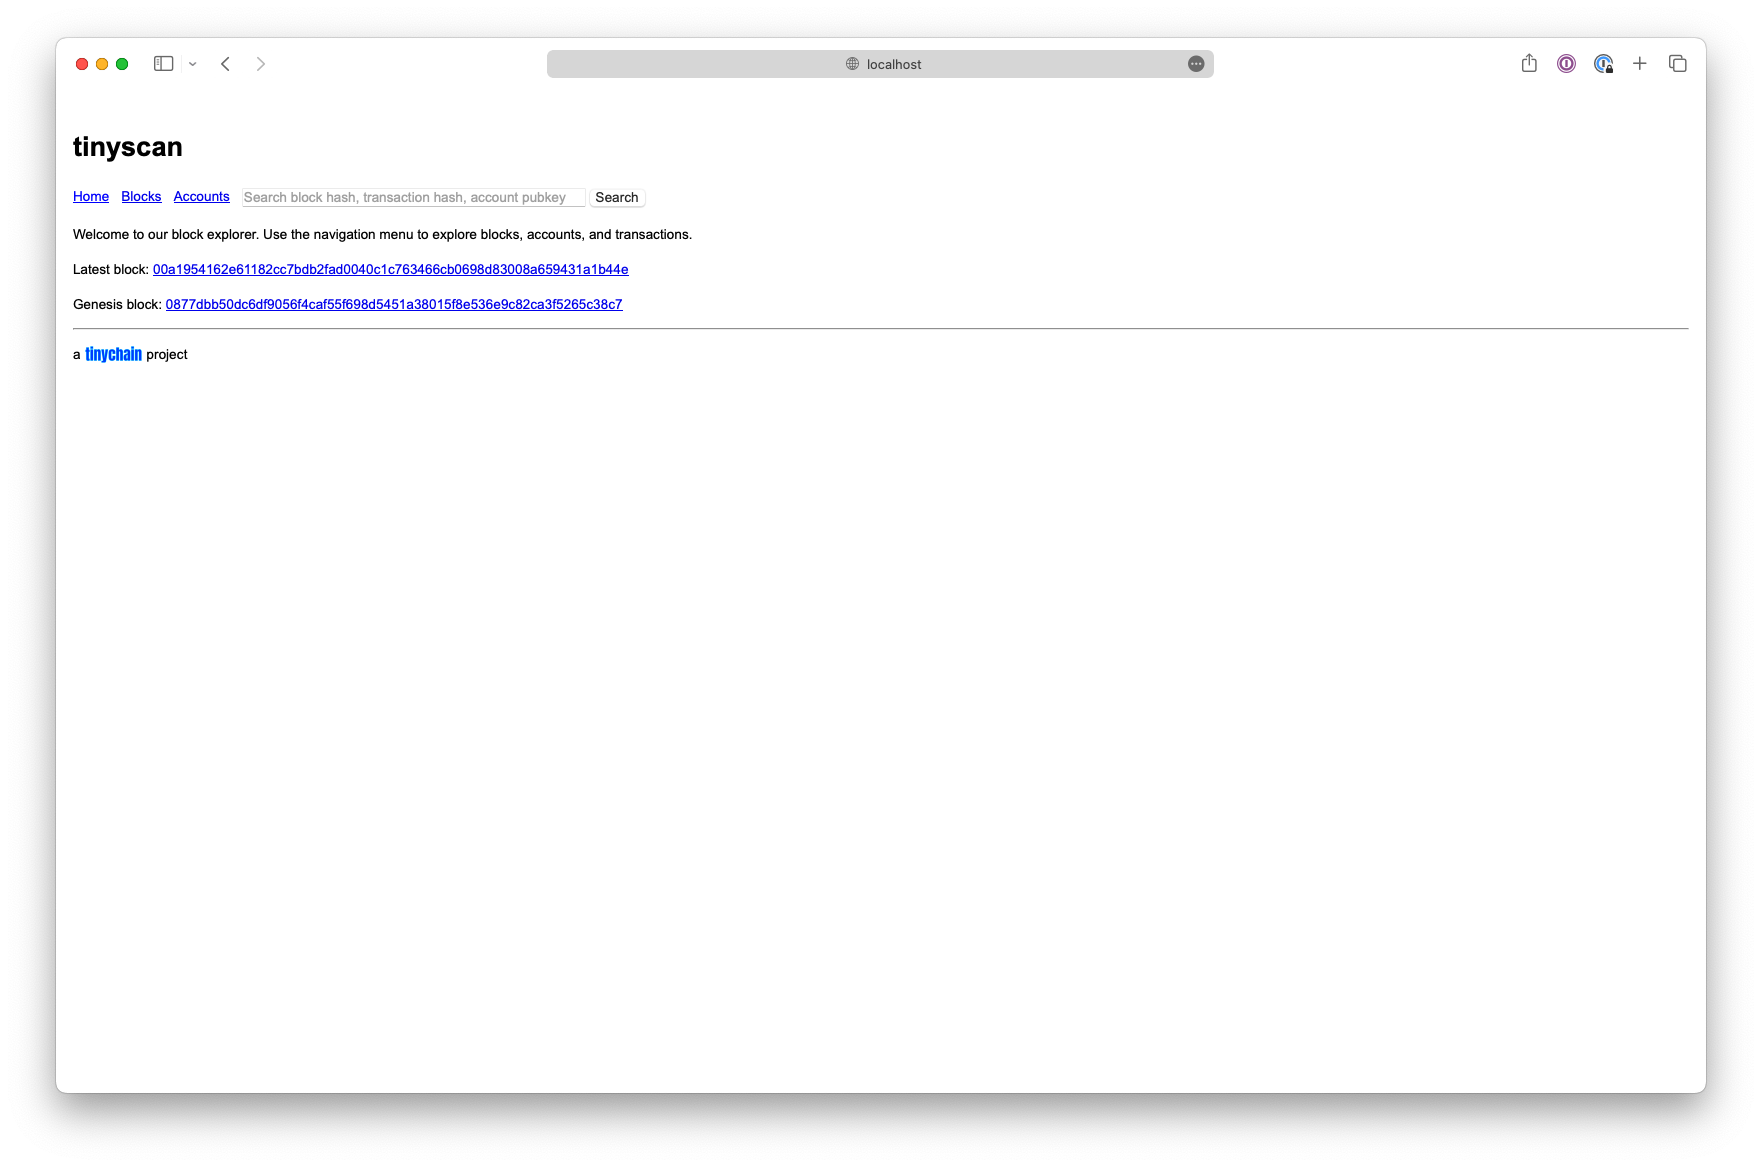 localhost
tinyscan
Home Blocks Accounts Search block hash, transaction hash, account pubkey Search
Welcome to our block explorer. Use the navigation menu to explore blocks, accounts, and transactions.
Latest block: 00a1954162e61182cc7bdb2fad0040c1c763466cb0698d83008a659431a1b44e
Genesis block: 0877dbb50dc6df9056f4caf55f698d5451a38015f8e536e9c82ca3f5265c38c7
a tinychain project